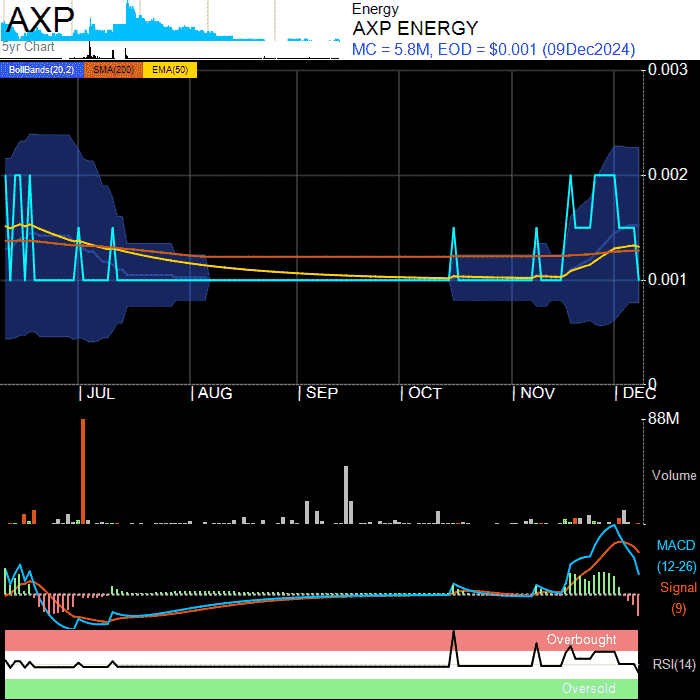 AXP
5yr Chart
Energy
AXP ENERGY
MC = 5.8M, EOD = $0.001 (09Dec2024)
BollBands(20,2) SMA(200) EMA(50)
0.003
0.002
0.001
0
| JUL | AUG | SEP | OCT | NOV | DEC
88M
Volume
MACD
(12-26)
Signal
(9)
Overbought
RSI(14)
Oversold